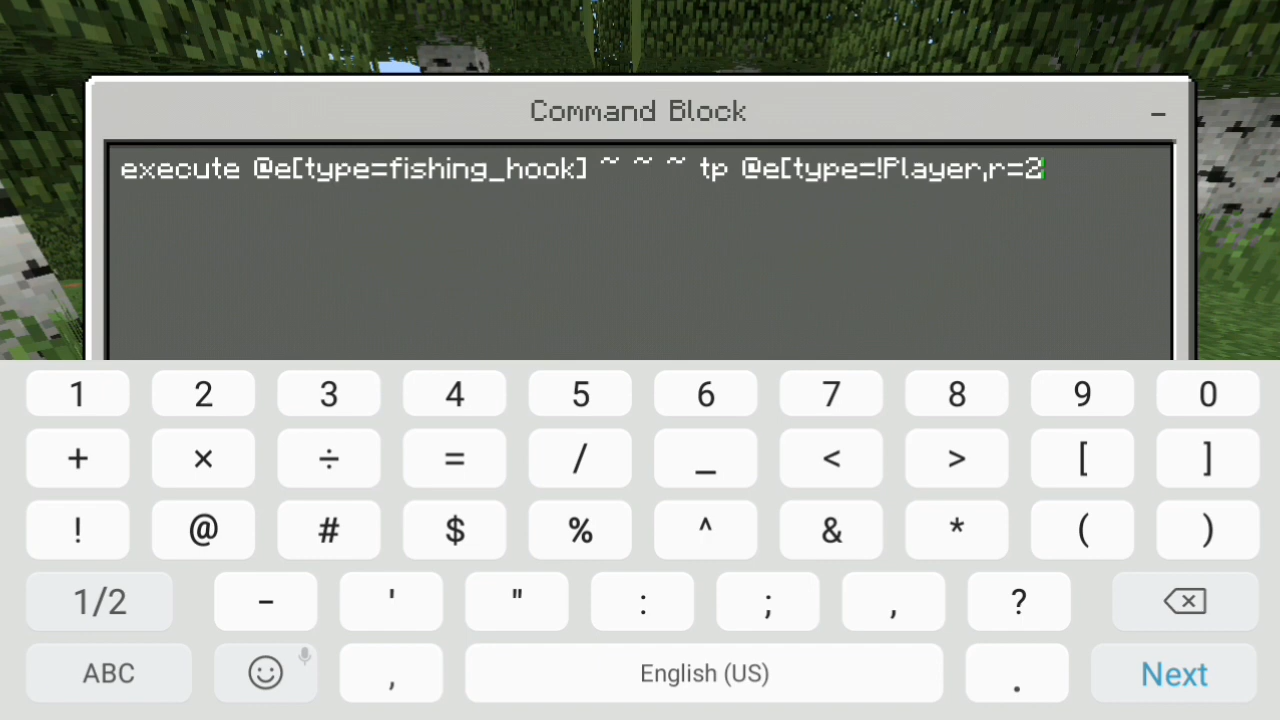 Command Block
execute @e[type=fishing_hook] ~ ~ ~ tp @e[type=!Player,r=2
1 2 3 4 5 6 7 8 9 0
+ × ÷ = / _ < > [ ]
! @ # $ % ^ & * ( )
1/2 - ' " : ; , ?
ABC , English (US) . Next